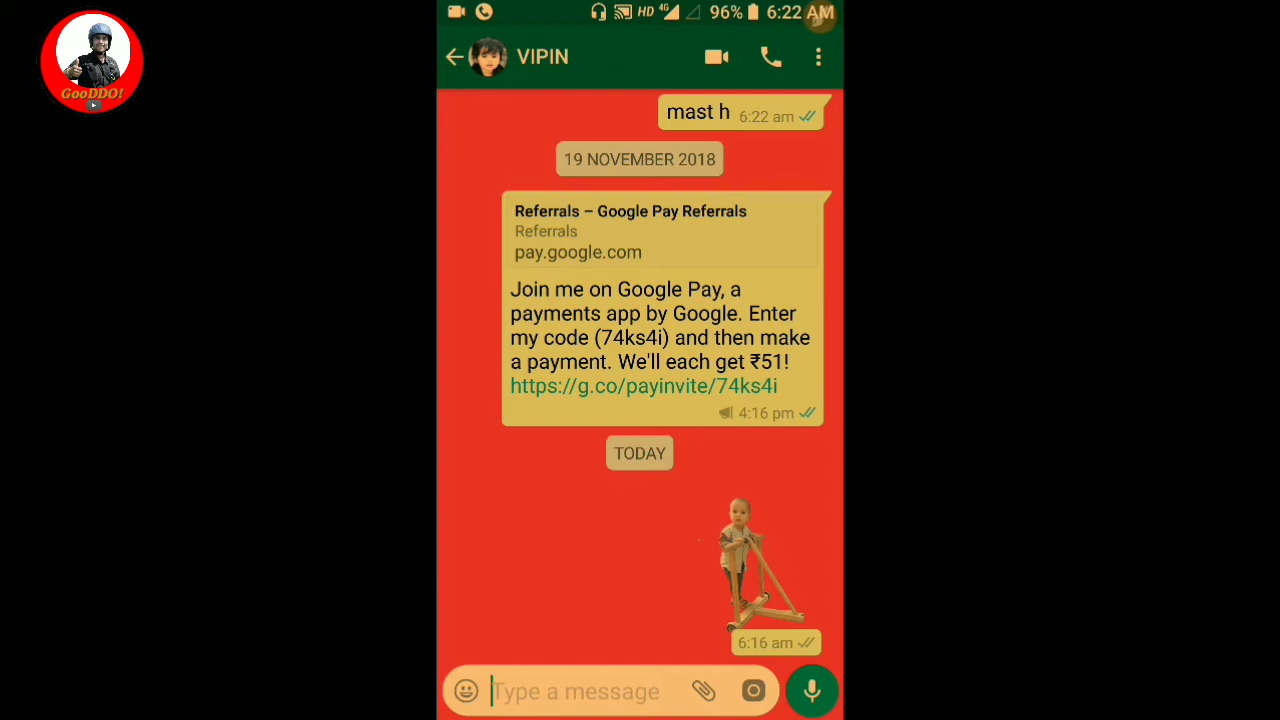 GooDDO!
HD 4G 96% 6:22 AM
VIPIN
mast h 6:22 am
19 NOVEMBER 2018
Referrals – Google Pay Referrals
Referrals
pay.google.com
Join me on Google Pay, a
payments app by Google. Enter
my code (74ks4i) and then make
a payment. We'll each get ₹51!
https://g.co/payinvite/74ks4i
4:16 pm
TODAY
6:16 am
Type a message